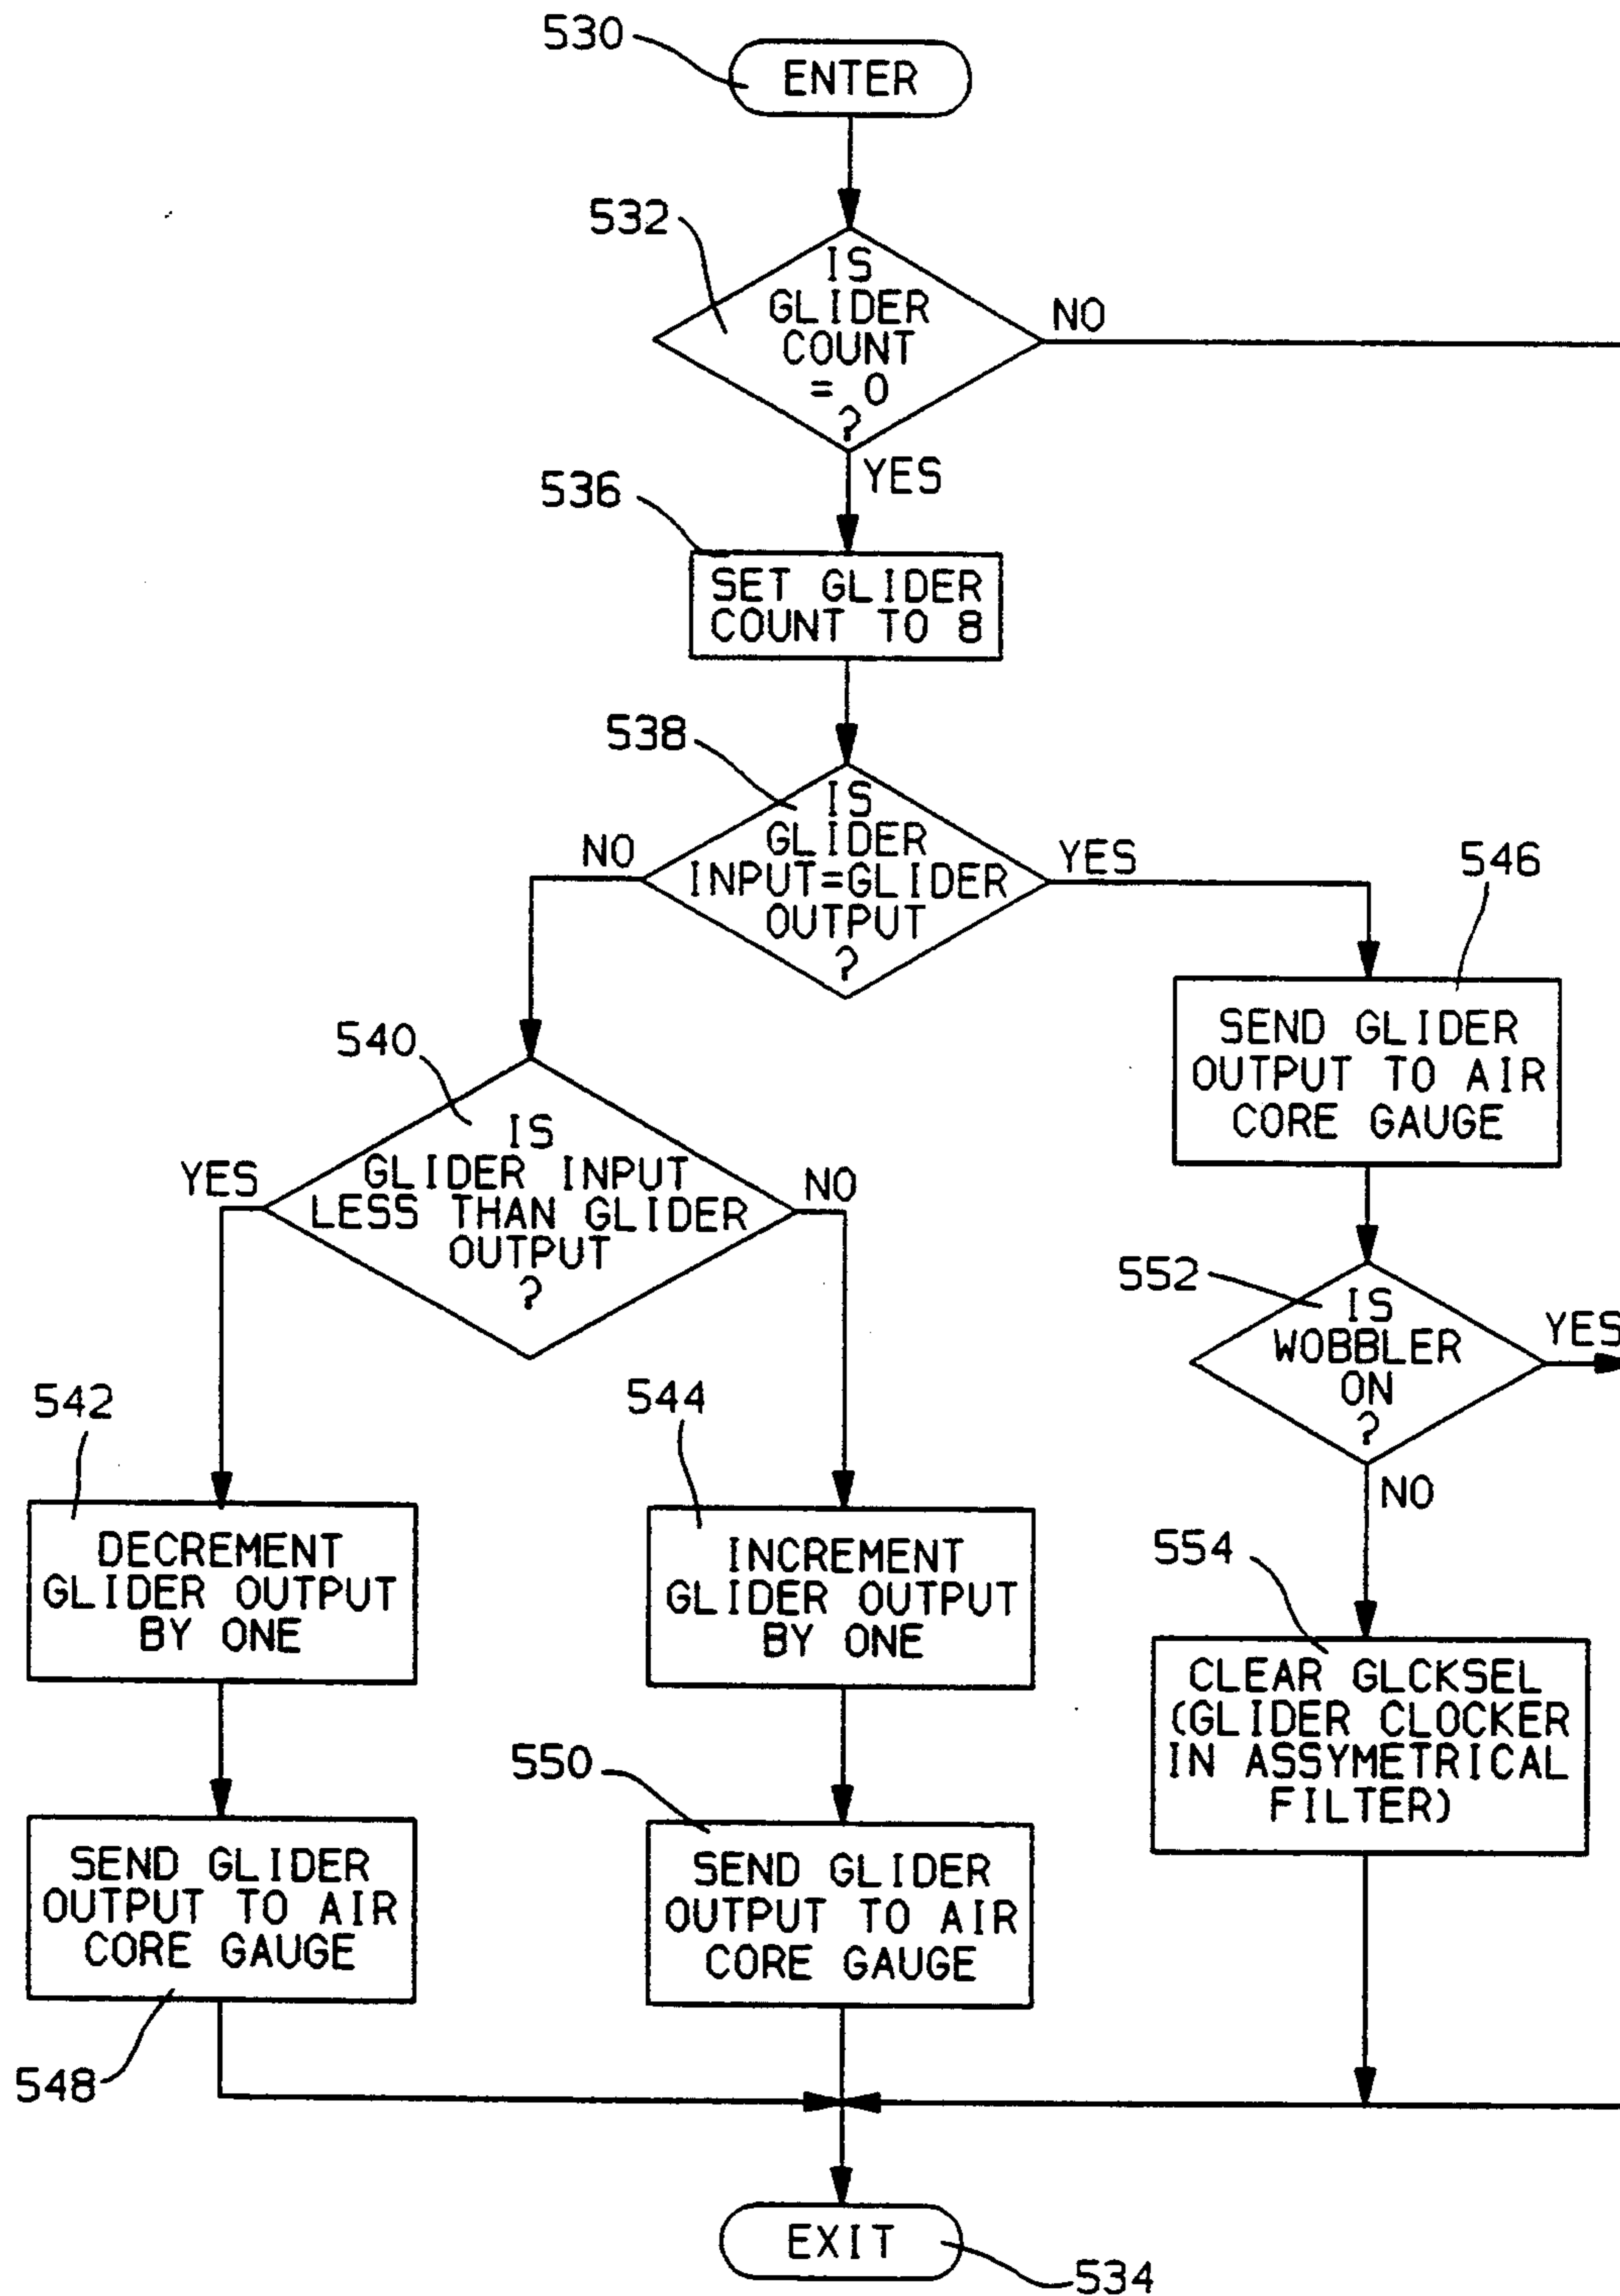 530
ENTER
532
IS
GLIDER
COUNT
= 0
?
NO
YES
536
SET GLIDER
COUNT TO 8
538
IS
GLIDER
INPUT=GLIDER
OUTPUT
?
NO
YES
546
SEND GLIDER
OUTPUT TO AIR
CORE GAUGE
540
IS
GLIDER INPUT
LESS THAN GLIDER
OUTPUT
?
YES
NO
552
IS
WOBBLER
ON
?
YES
NO
542
DECREMENT
GLIDER OUTPUT
BY ONE
544
INCREMENT
GLIDER OUTPUT
BY ONE
554
CLEAR GLCKSEL
(GLIDER CLOCKER
IN ASSYMETRICAL
FILTER)
SEND GLIDER
OUTPUT TO AIR
CORE GAUGE
548
550
SEND GLIDER
OUTPUT TO AIR
CORE GAUGE
EXIT
534